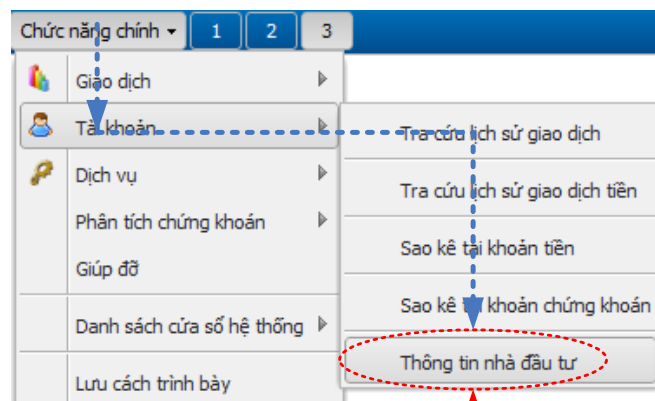 Chức năng chính
1
2
3
Giao dịch
Tài khoản
Dịch vụ
Phân tích chứng khoán
Giúp đỡ
Danh sách cửa sổ hệ thống
Lưu cách trình bày
Tra cứu lịch sử giao dịch
Tra cứu lịch sử giao dịch tiền
Sao kê tài khoản tiền
Sao kê tài khoản chứng khoán
Thông tin nhà đầu tư